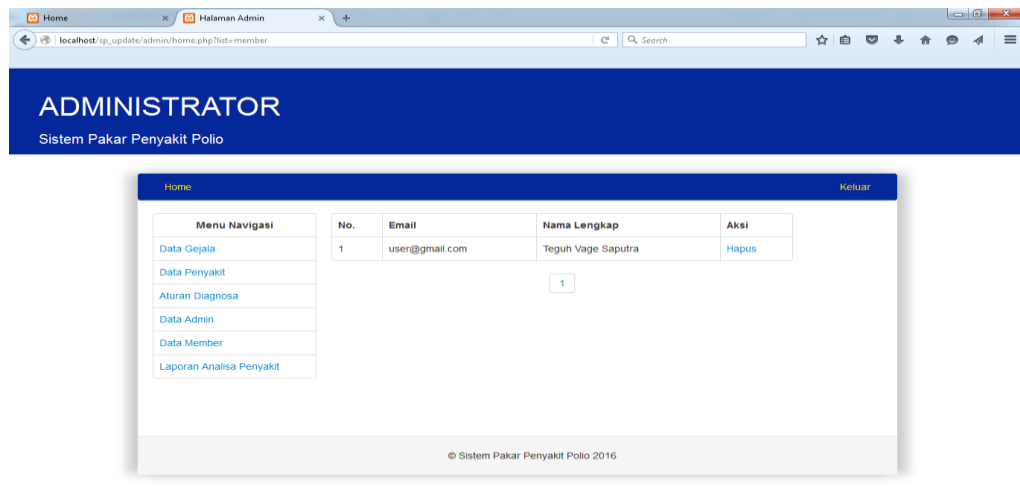 Home
Halaman Admin
localhost/sp_update/admin/home.php?list=member
Search
ADMINISTRATOR
Sistem Pakar Penyakit Polio
Home Keluar
Menu Navigasi
Data Gejala
Data Penyakit
Aturan Diagnosa
Data Admin
Data Member
Laporan Analisa Penyakit
No. Email Nama Lengkap Aksi
1 user@gmail.com Teguh Vage Saputra Hapus
1
© Sistem Pakar Penyakit Polio 2016